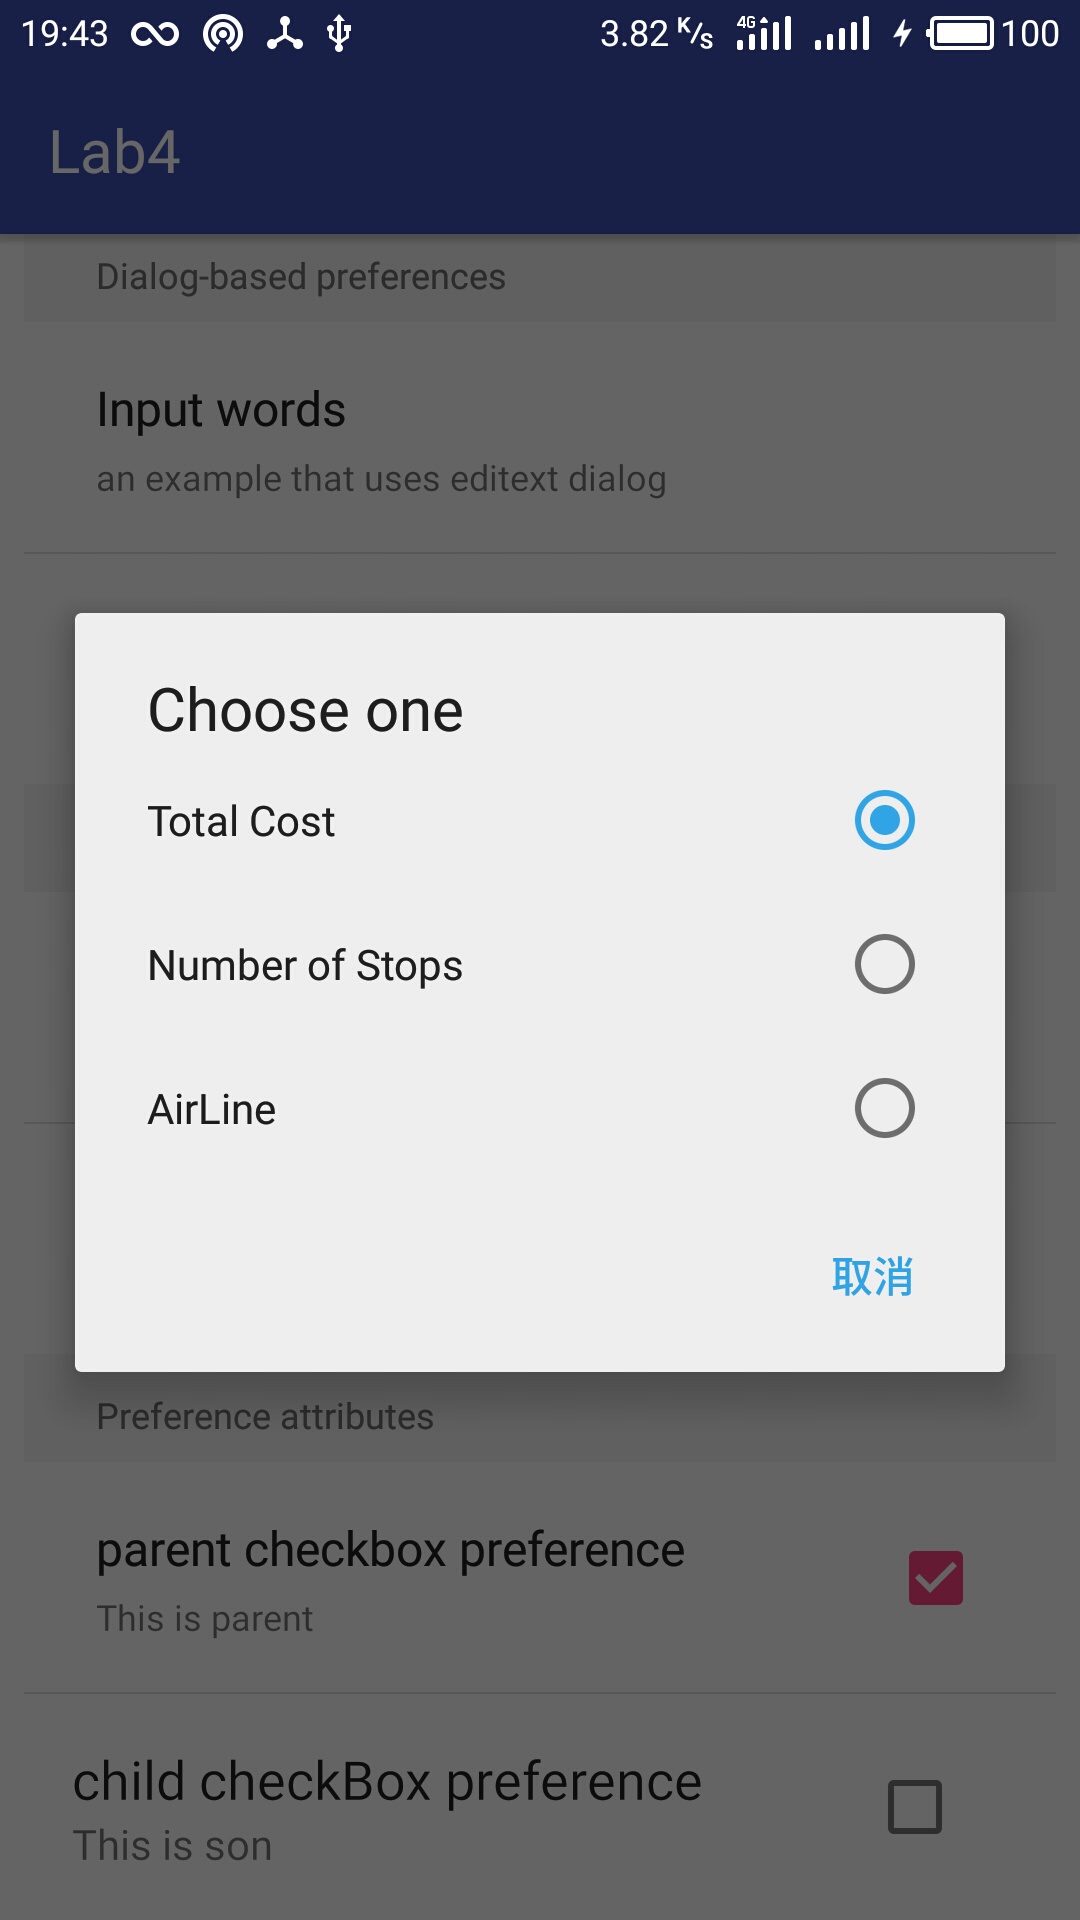 19:43 3.82 K/s 4G 100
Lab4
Dialog-based preferences
Input words
an example that uses editext dialog
Choose one
Total Cost
Number of Stops
AirLine
取消
Preference attributes
parent checkbox preference
This is parent
child checkBox preference
This is son